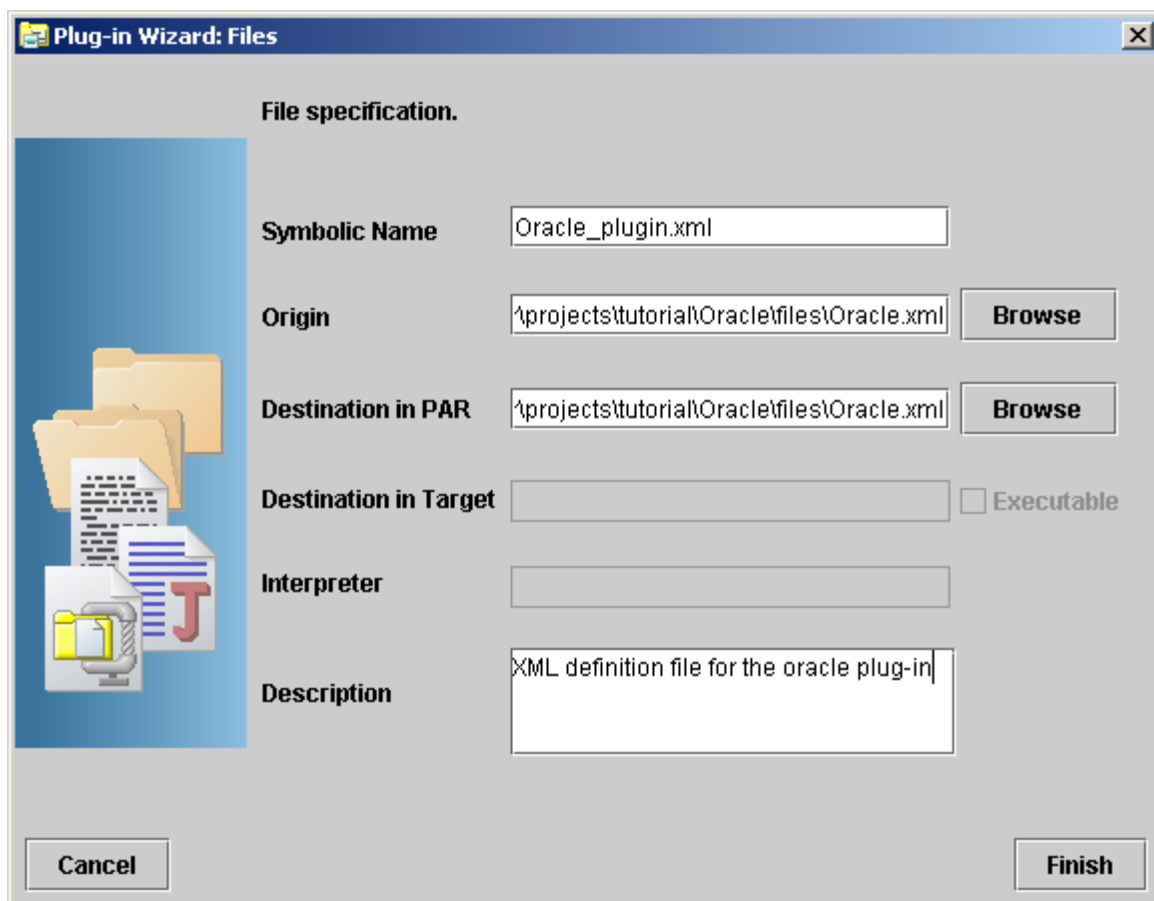 Plug-in Wizard: Files
File specification.
Symbolic Name Oracle_plugin.xml
Origin \projects\tutorial\Oracle\files\Oracle.xml Browse
Destination in PAR \projects\tutorial\Oracle\files\Oracle.xml Browse
Destination in Target Executable
Interpreter
Description XML definition file for the oracle plug-in
J
Cancel Finish